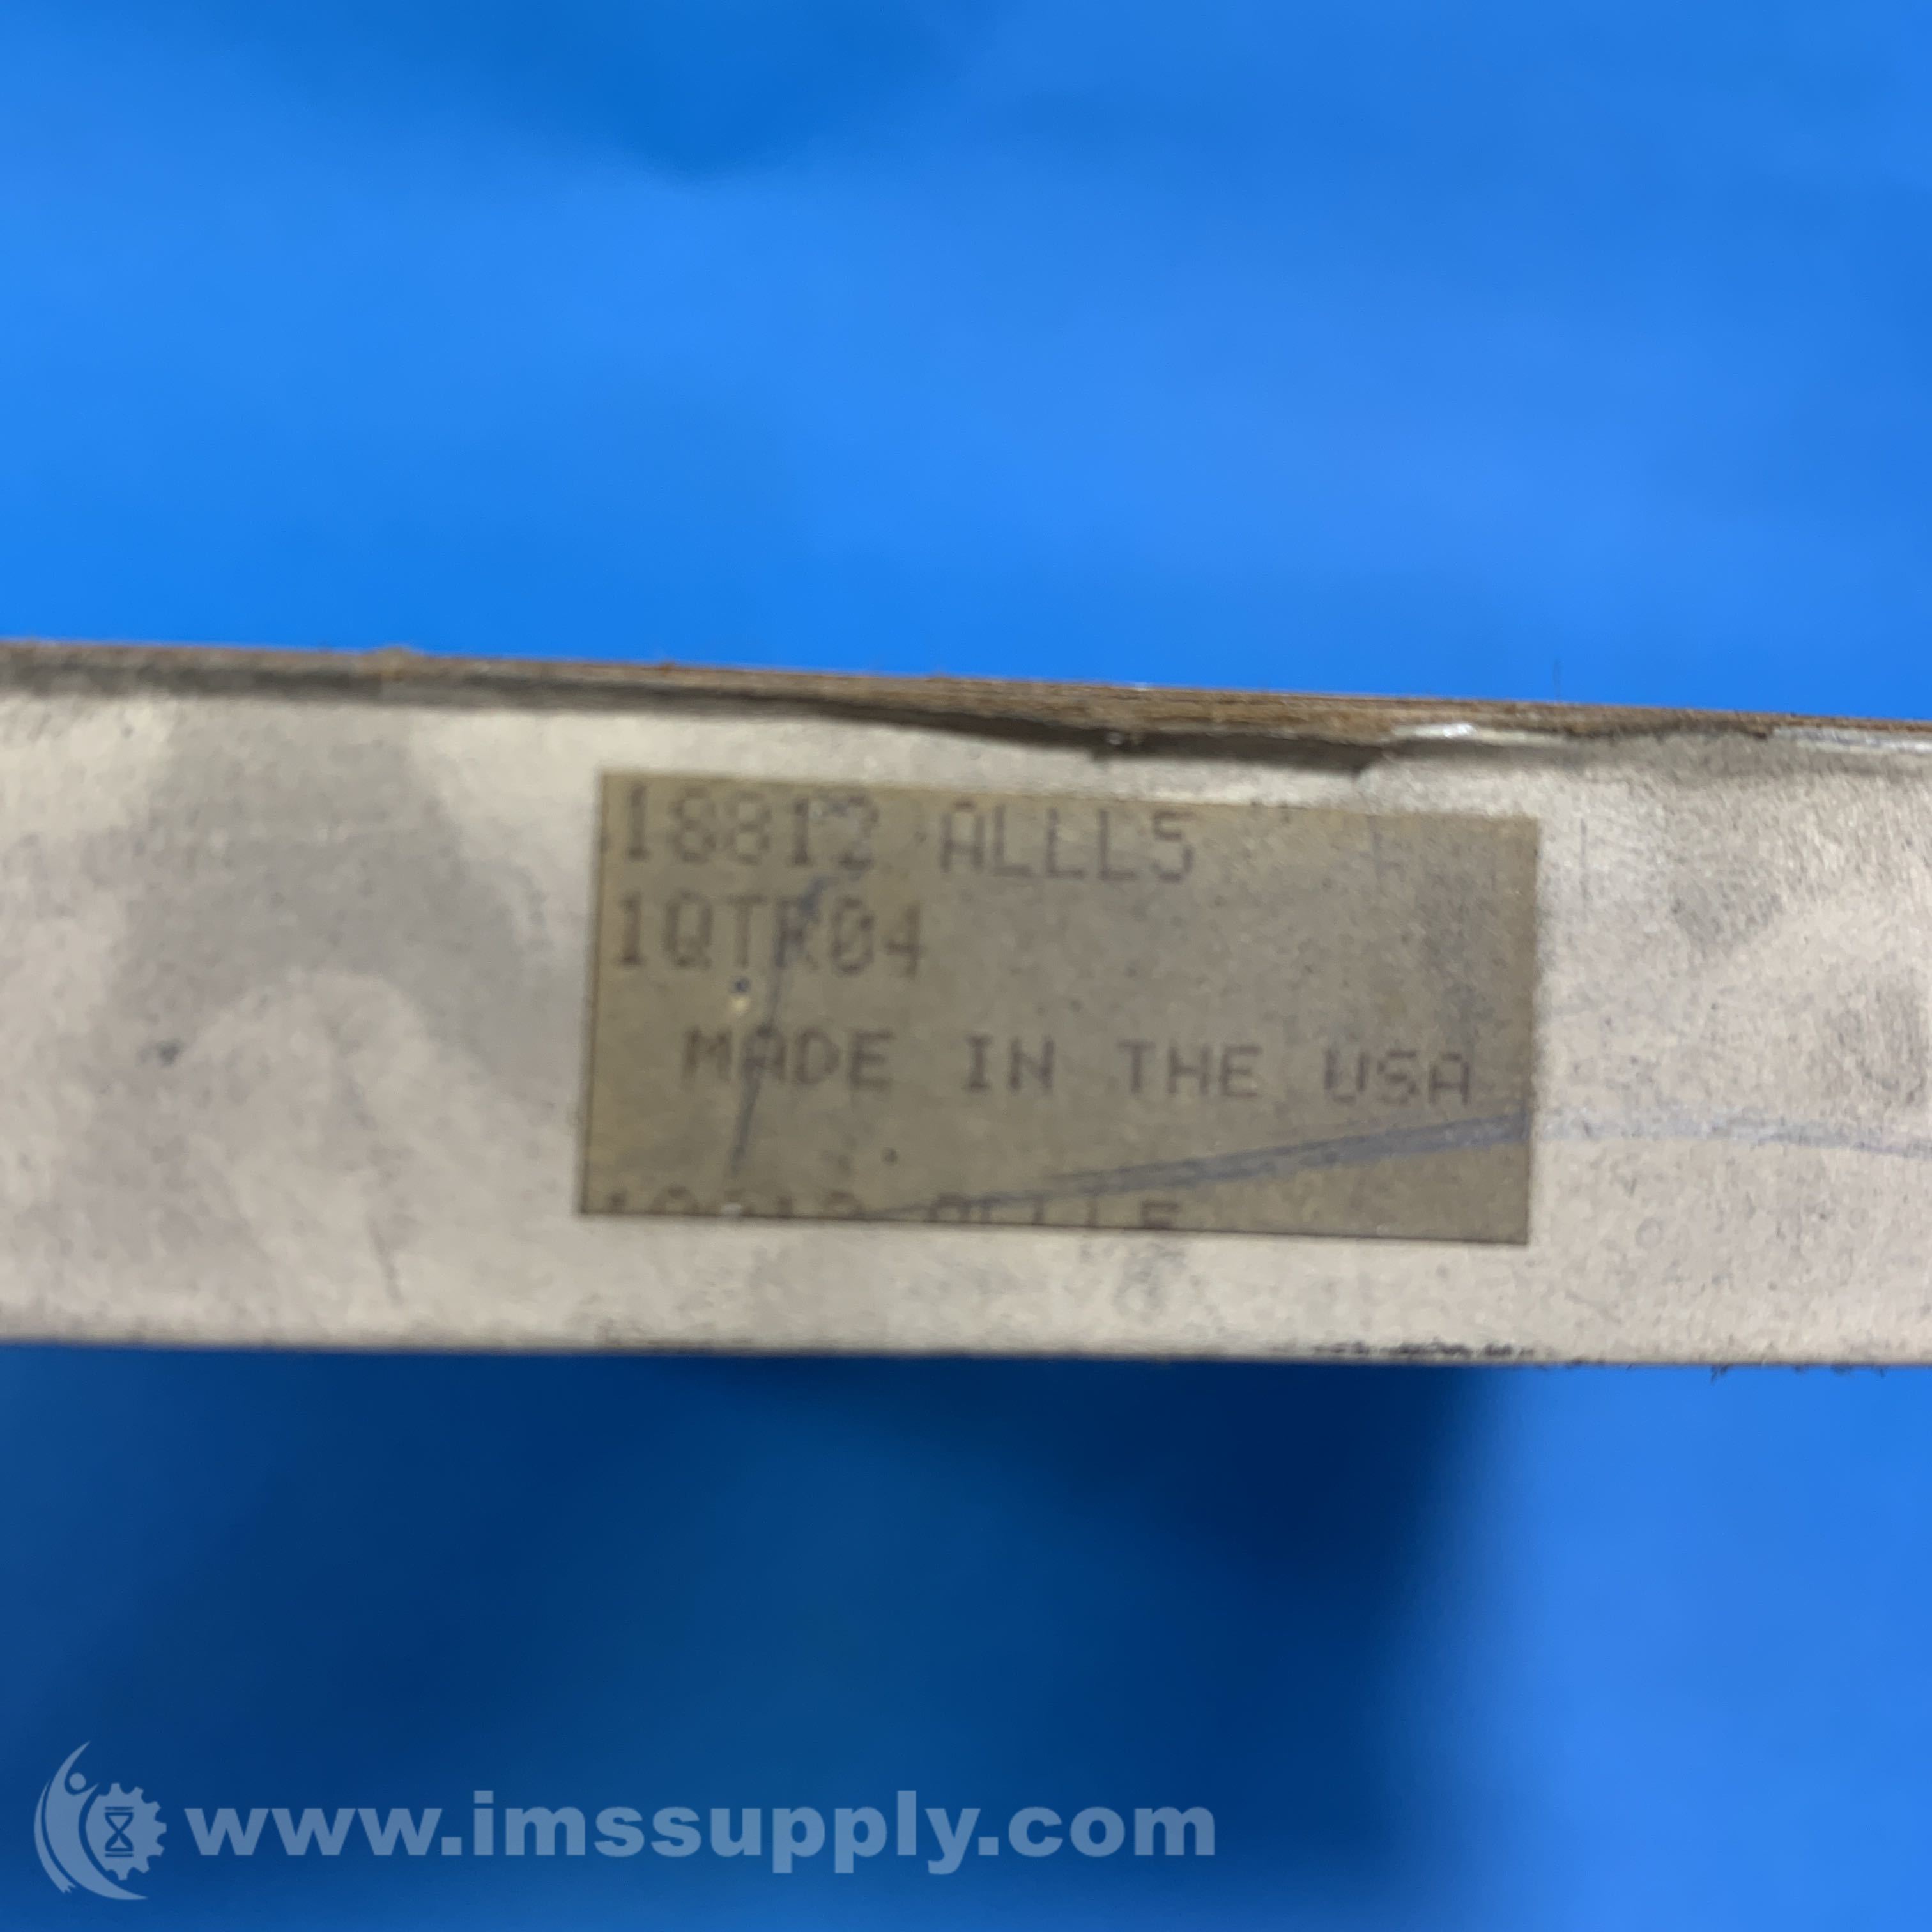 18812 ALLL5
1QTR04
MADE IN THE USA
www.imssupply.com